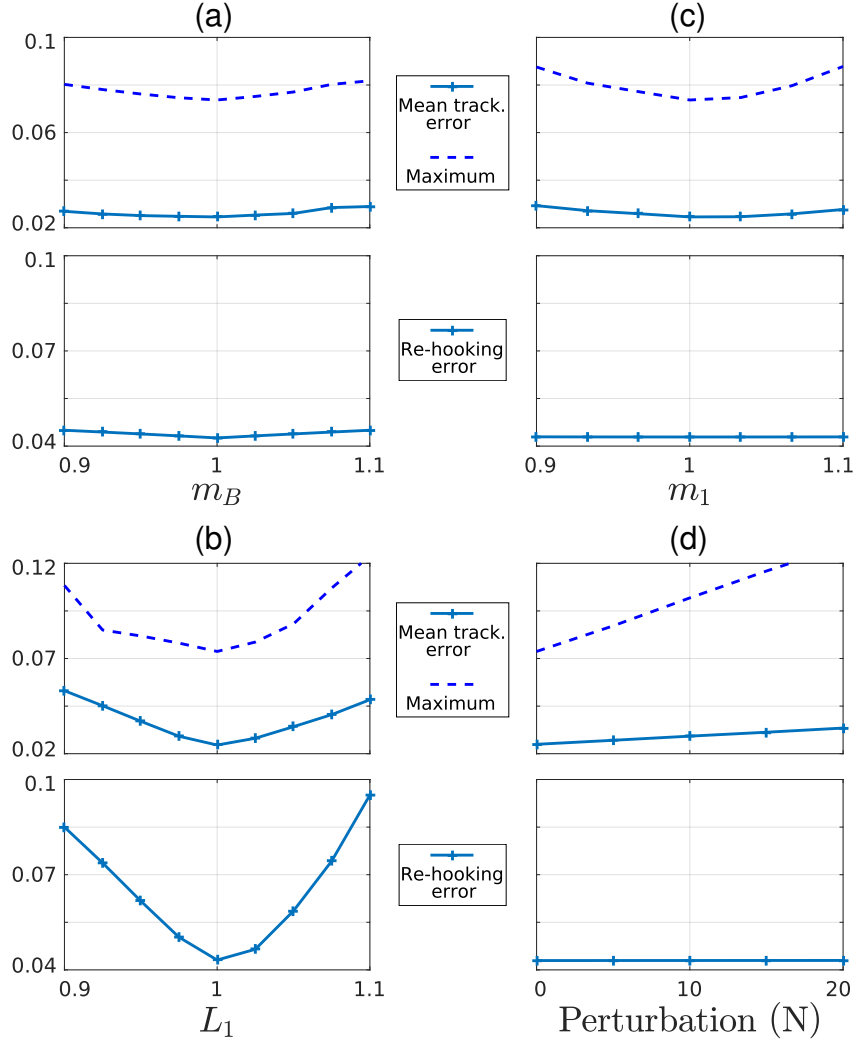 (a)
(c)
0.1
0.06
0.02
Mean track.
error
Maximum
0.1
0.07
0.04
Re-hooking
error
0.9
1
1.1
m_B
0.9
1
1.1
m_1
(b)
(d)
0.12
0.07
0.02
Mean track.
error
Maximum
0.1
0.07
0.04
Re-hooking
error
0.9
1
1.1
L_1
0
10
20
Perturbation (N)